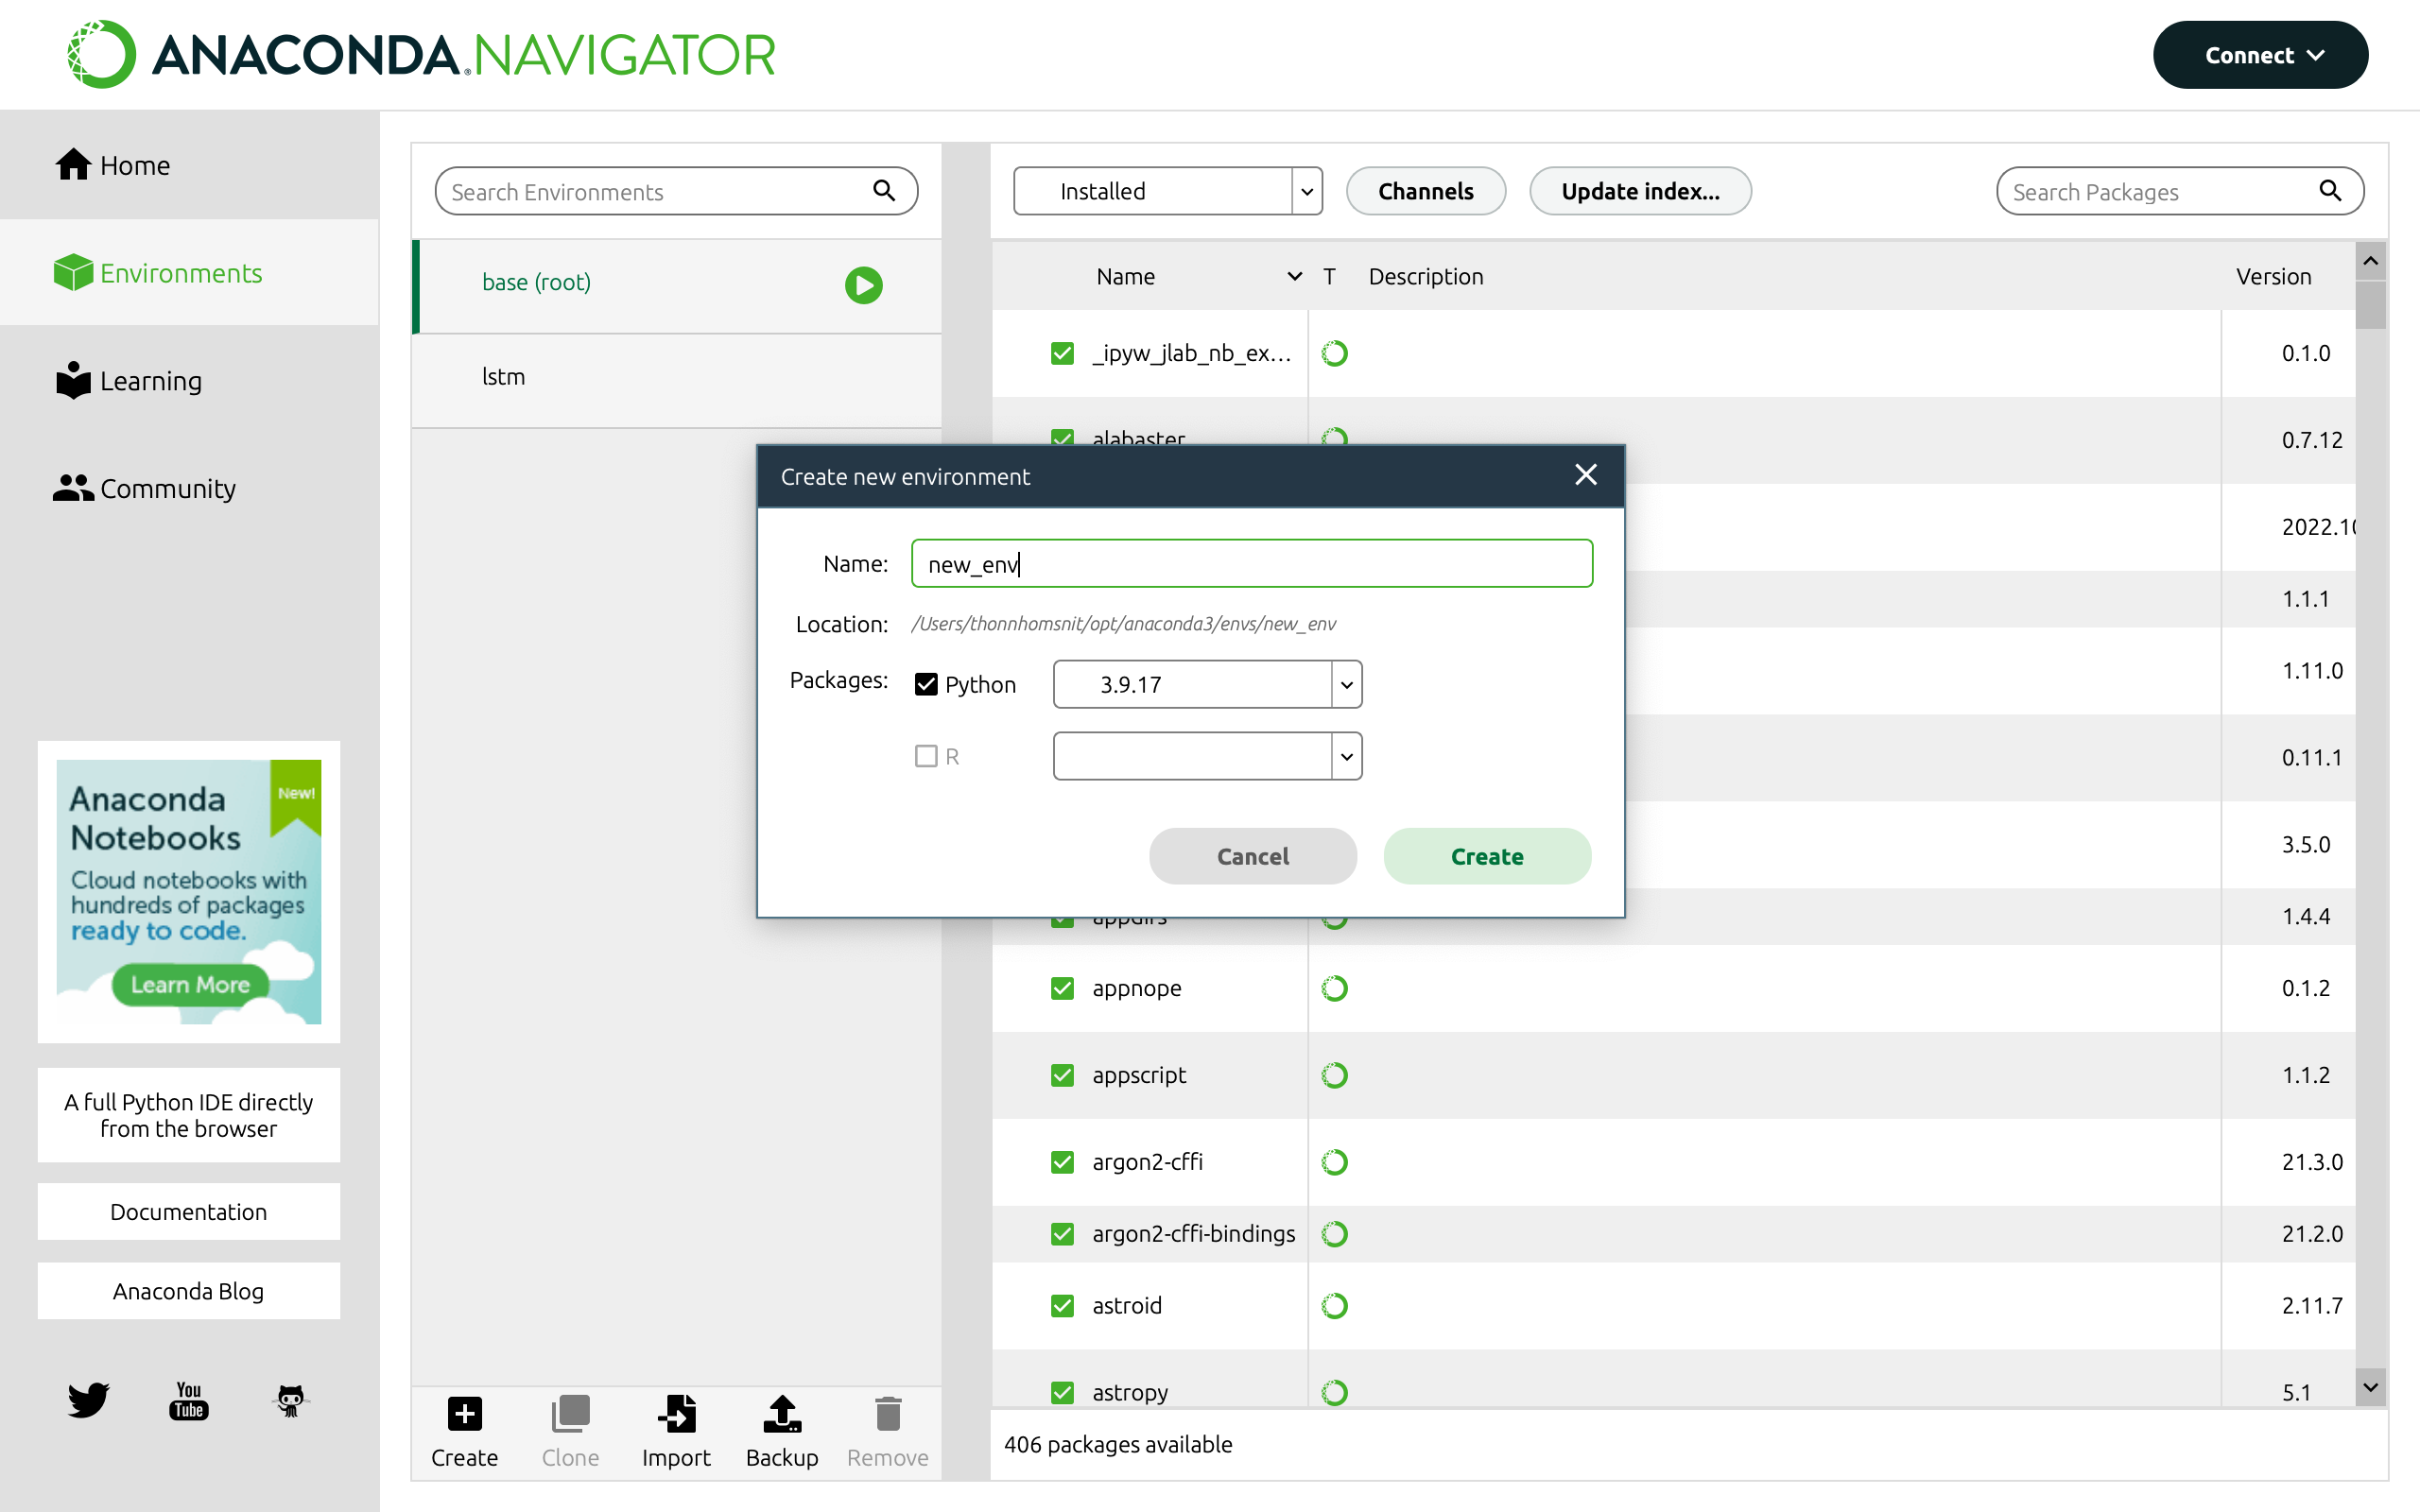 ANACONDA.NAVIGATOR
Connect
Home
Environments
Learning
Community
Anaconda
Notebooks
New!
Cloud notebooks with
hundreds of packages
ready to code.
Learn More
A full Python IDE directly
from the browser
Documentation
Anaconda Blog
You
Tube
Search Environments
base (root)
lstm
Create
Clone
Import
Backup
Remove
Installed
Channels
Update index...
Search Packages
Name T Description Version
_ipyw_jlab_nb_ex... 0.1.0
alabaster 0.7.12
2022.10
1.1.1
1.11.0
0.11.1
3.5.0
appdirs 1.4.4
appnope 0.1.2
appscript 1.1.2
argon2-cffi 21.3.0
argon2-cffi-bindings 21.2.0
astroid 2.11.7
astropy 5.1
406 packages available
Create new environment
Name: new_env
Location: /Users/thonnhomsnit/opt/anaconda3/envs/new_env
Packages: Python 3.9.17
R
Cancel
Create